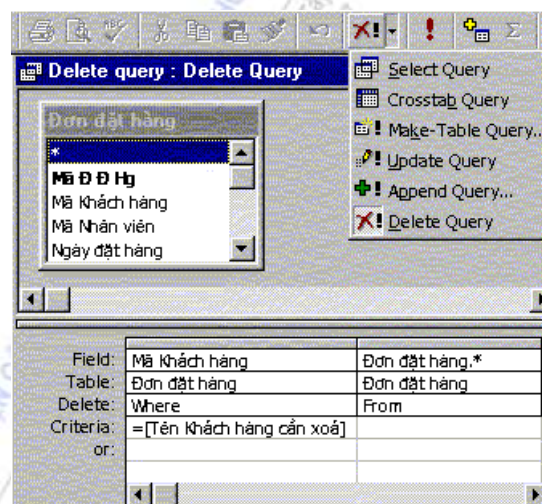 ABC
Delete query : Delete Query
Select Query
Crosstab Query
Make-Table Query..
Update Query
Append Query...
Delete Query
Đơn đặt hàng
*
Mã Đ Đ Hg
Mã Khách hàng
Mã Nhân viên
Ngày đặt hàng
Field: Mã Khách hàng Đơn đặt hàng.*
Table: Đơn đặt hàng Đơn đặt hàng
Delete: Where From
Criteria: =[Tên Khách hàng cần xoá]
or: